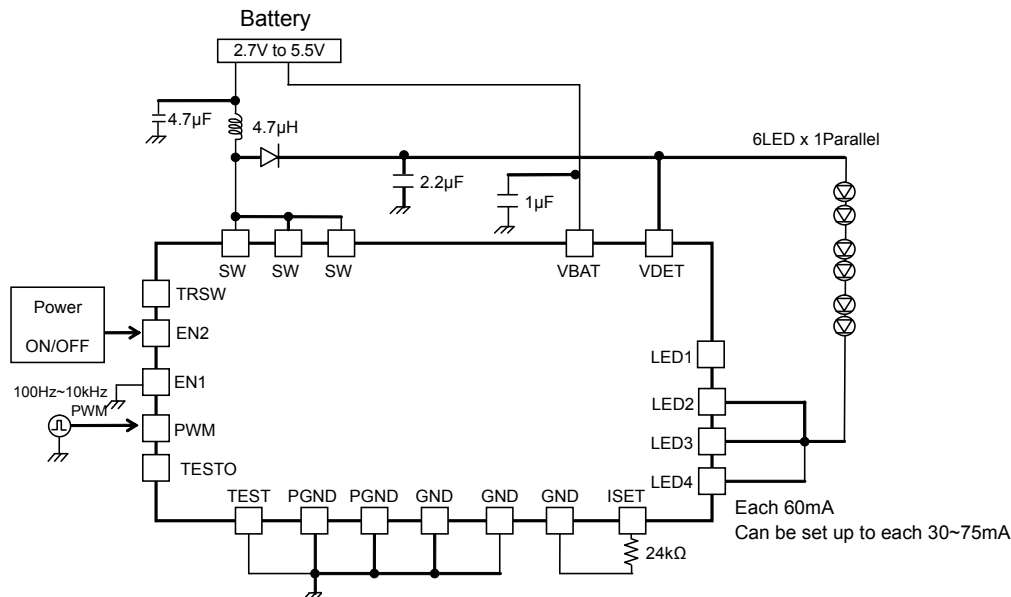 Battery
2.7V to 5.5V
4.7μF
4.7μH
6LED x 1Parallel
2.2μF
1μF
SW
SW
SW
VBAT
VDET
TRSW
Power
ON/OFF
EN2
LED1
EN1
100Hz~10kHz
PWM
LED2
PWM
LED3
TESTO
LED4
TEST
PGND
PGND
GND
GND
GND
ISET
Each 60mA
Can be set up to each 30~75mA
24kΩ